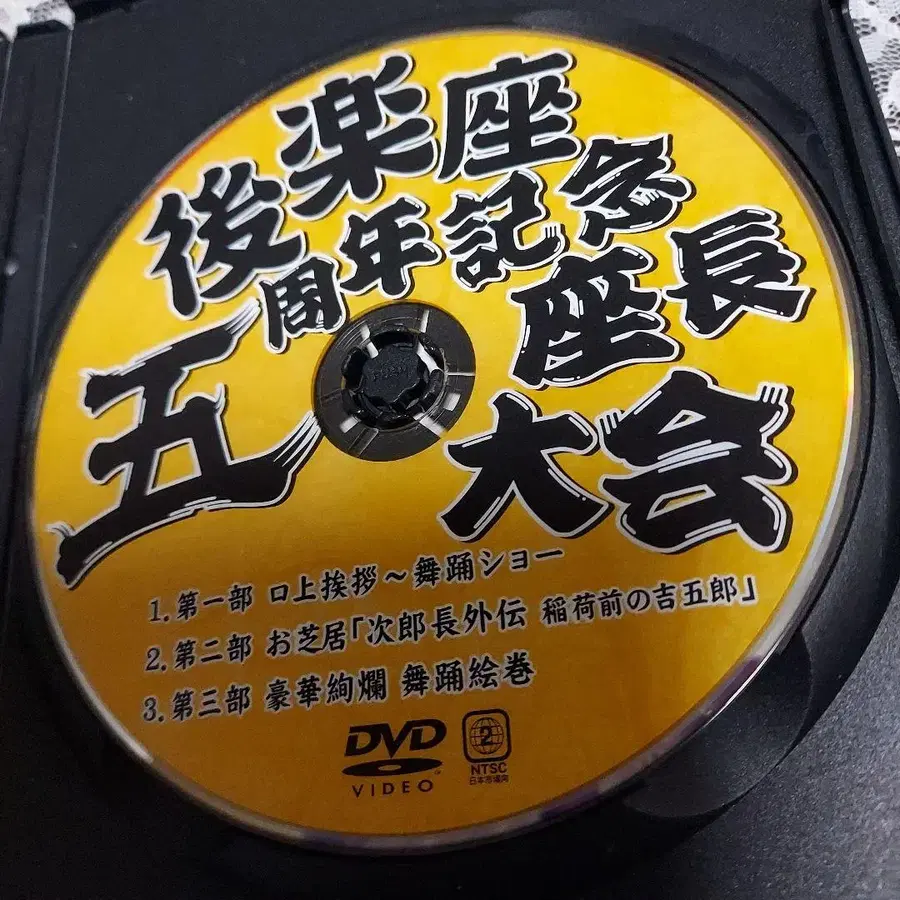 後楽座
五周年記念
座長
大会
1. 第一部 口上挨拶～舞踊ショー
2. 第二部 お芝居「次郎長外伝 稲荷前の吉五郎」
3. 第三部 豪華絢爛 舞踊絵巻
DVD
VIDEO
2
NTSC
日本市場向